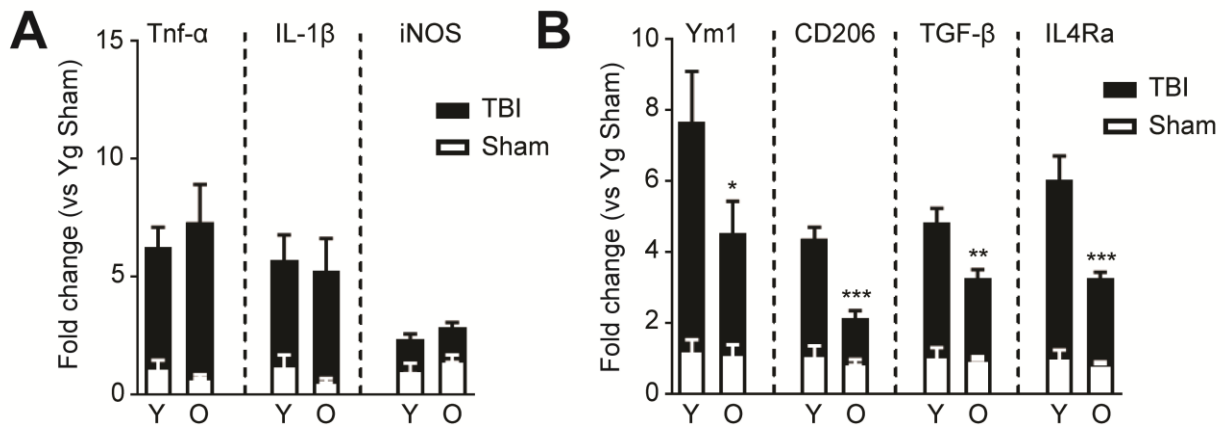 A
Tnf-α IL-1β iNOS
Fold change (vs Yg Sham)
15
10
5
0
TBI
Sham
Y O Y O Y O
B
Ym1 CD206 TGF-β IL4Ra
Fold change (vs Yg Sham)
10
8
6
4
2
0
TBI
Sham
* *** ** ***
Y O Y O Y O Y O